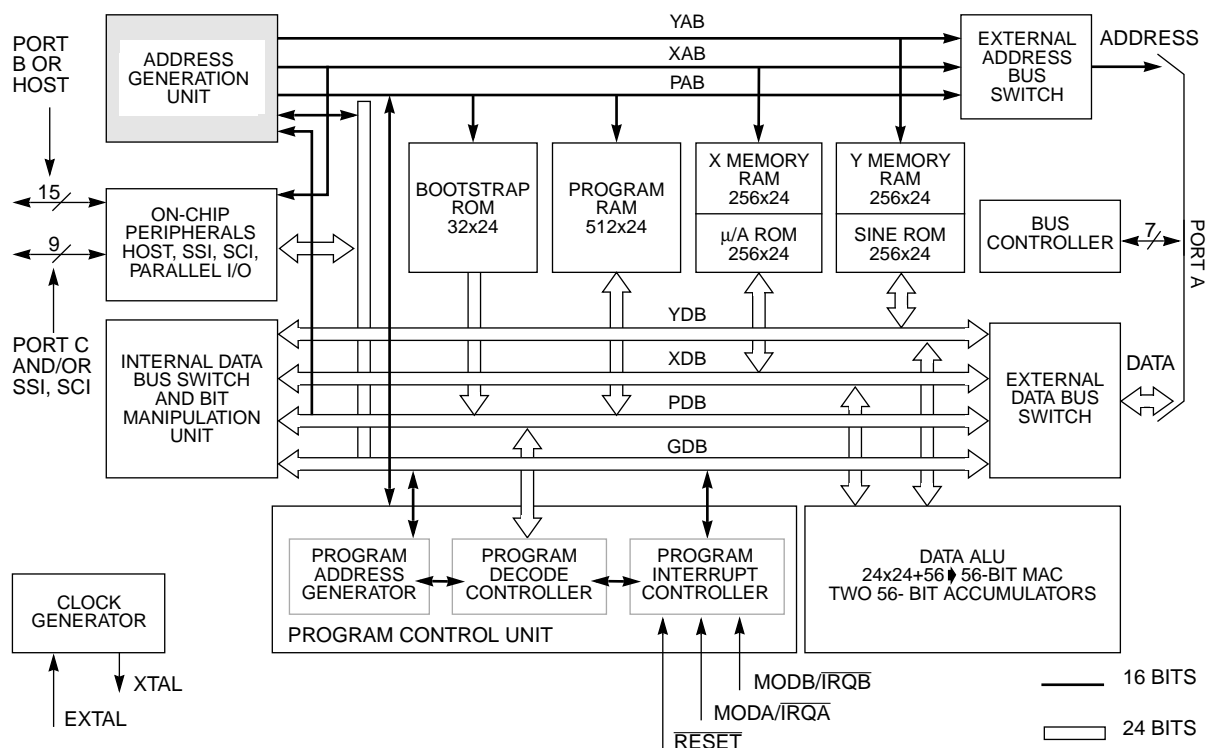 YAB
XAB
PAB
PORT
B OR
HOST
ADDRESS
GENERATION
UNIT
EXTERNAL
ADDRESS
BUS
SWITCH
ADDRESS
15
9
ON-CHIP
PERIPHERALS
HOST, SSI, SCI,
PARALLEL I/O
BOOTSTRAP
ROM
32x24
PROGRAM
RAM
512x24
X MEMORY
RAM
256x24
μ/A ROM
256x24
Y MEMORY
RAM
256x24
SINE ROM
256x24
BUS
CONTROLLER
7
PORT A
PORT C
AND/OR
SSI, SCI
INTERNAL DATA
BUS SWITCH
AND BIT
MANIPULATION
UNIT
YDB
XDB
PDB
GDB
EXTERNAL
DATA BUS
SWITCH
DATA
PROGRAM
ADDRESS
GENERATOR
PROGRAM
DECODE
CONTROLLER
PROGRAM
INTERRUPT
CONTROLLER
PROGRAM CONTROL UNIT
DATA ALU
24x24+56 56-BIT MAC
TWO 56- BIT ACCUMULATORS
CLOCK
GENERATOR
XTAL
EXTAL
MODB/IRQB
MODA/IRQA
RESET
16 BITS
24 BITS